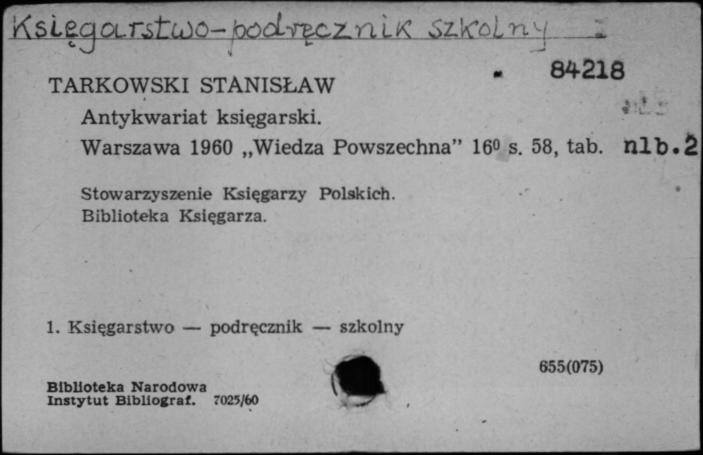 Księgarstwo-podręcznik szkolny
84218
TARKOWSKI STANISŁAW
Antykwariat księgarski.
Warszawa 1960 „Wiedza Powszechna” 16⁰ s. 58, tab. nlb.2
Stowarzyszenie Księgarzy Polskich.
Biblioteka Księgarza.
1. Księgarstwo — podręcznik — szkolny
655(075)
Biblioteka Narodowa
Instytut Bibliograf. 7025/60